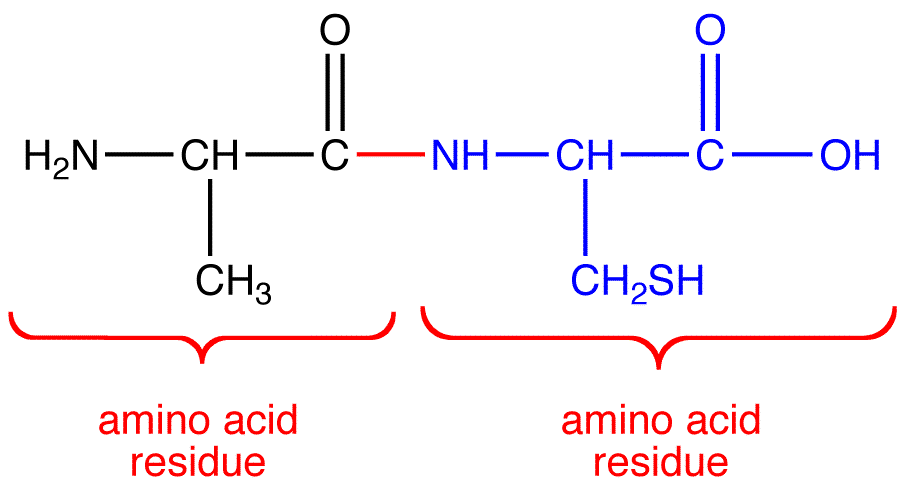 O O
H₂N CH C NH CH C OH
CH₃ CH₂SH
amino acid amino acid
residue residue